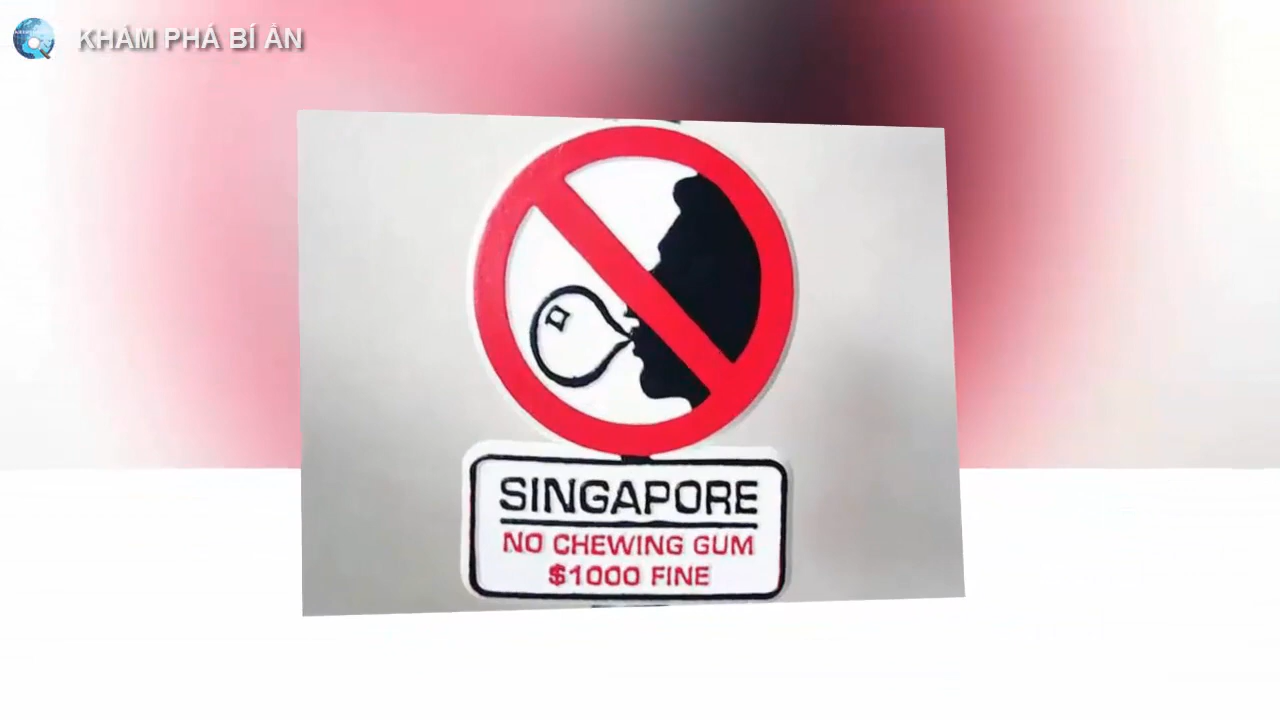 KHÁM PHÁ BÍ ẨN
SINGAPORE
NO CHEWING GUM
$1000 FINE